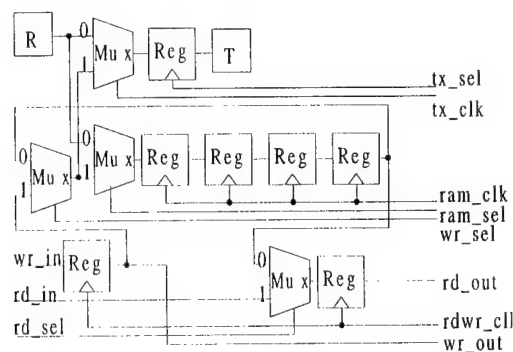 R
0
1
Mu x
Reg
T
tx_sel
tx_clk
0
1
Mu x
0
1
Mu x
Reg
Reg
Reg
Reg
ram_clk
ram_sel
wr_sel
wr_in
Reg
0
1
Mu x
Reg
rd_out
rd_in
rd_sel
rdwr_cll
wr_out